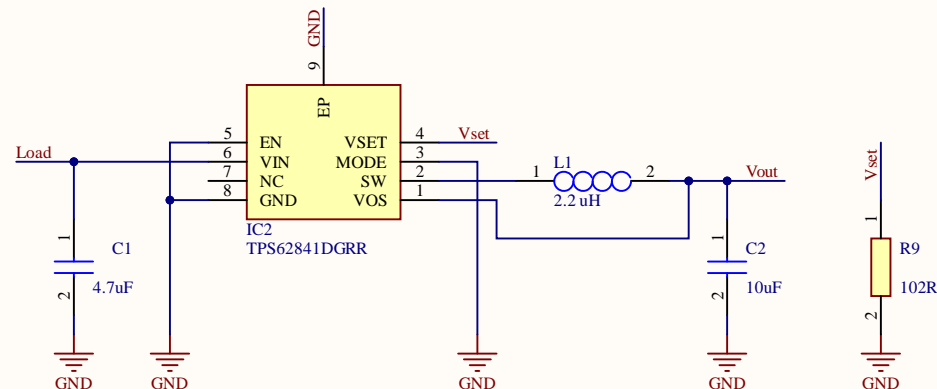 GND
9
EP
Load
5
EN
VSET
4
Vset
6
VIN
MODE
3
7
NC
SW
2
8
GND
VOS
1
IC2
TPS62841DGRR
L1
1
2
2.2 uH
Vout
1
C1
4.7uF
2
1
C2
10uF
2
Vset
1
R9
102R
2
GND
GND
GND
GND
GND